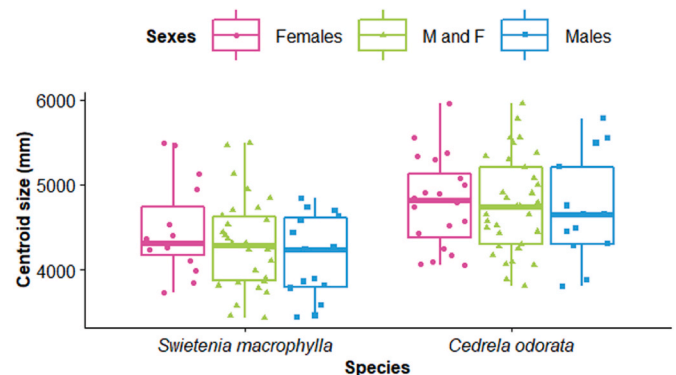 Sexes Females M and F Males
Centroid size (mm)
6000
5000
4000
Swietenia macrophylla Cedrela odorata
Species